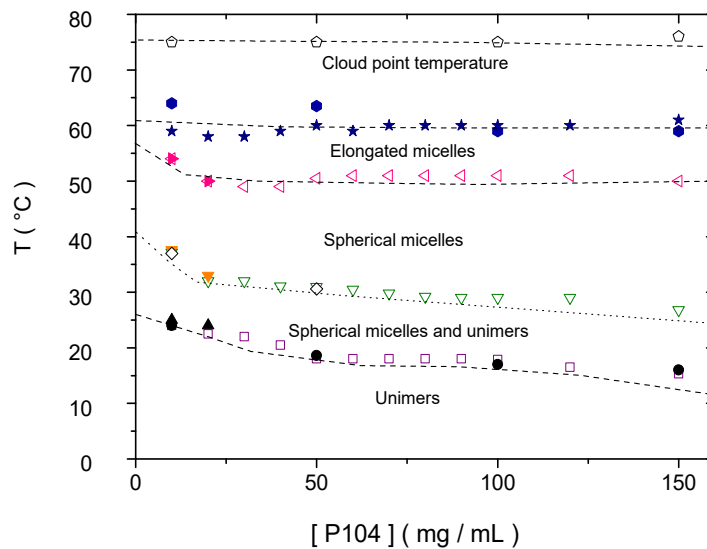 80
70
60
50
40
30
20
10
0
T ( °C )
Cloud point temperature
Elongated micelles
Spherical micelles
Spherical micelles and unimers
Unimers
0 50 100 150
[ P104 ] ( mg / mL )